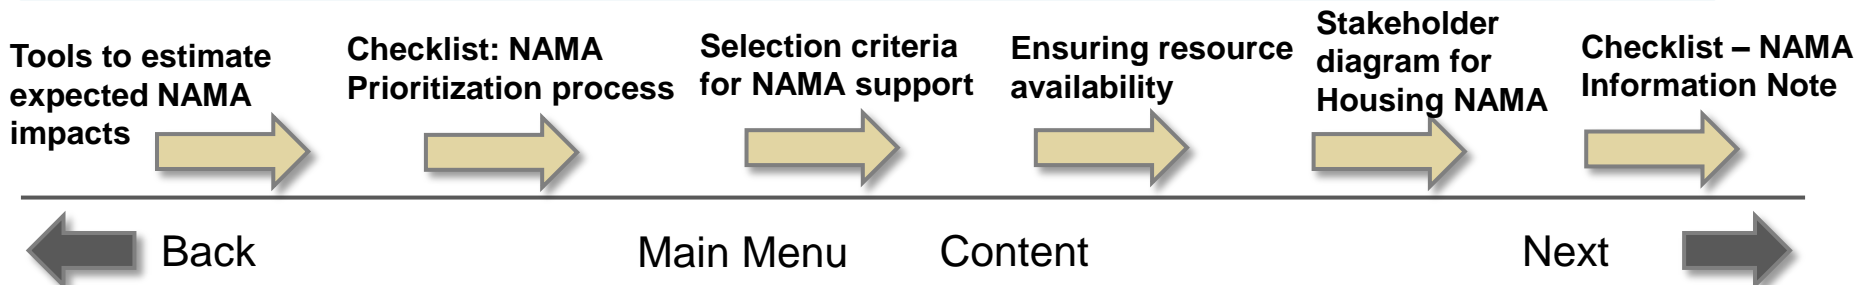 Tools to estimate
expected NAMA
impacts
Checklist: NAMA
Prioritization process
Selection criteria
for NAMA support
Ensuring resource
availability
Stakeholder
diagram for
Housing NAMA
Checklist – NAMA
Information Note
Back
Main Menu
Content
Next